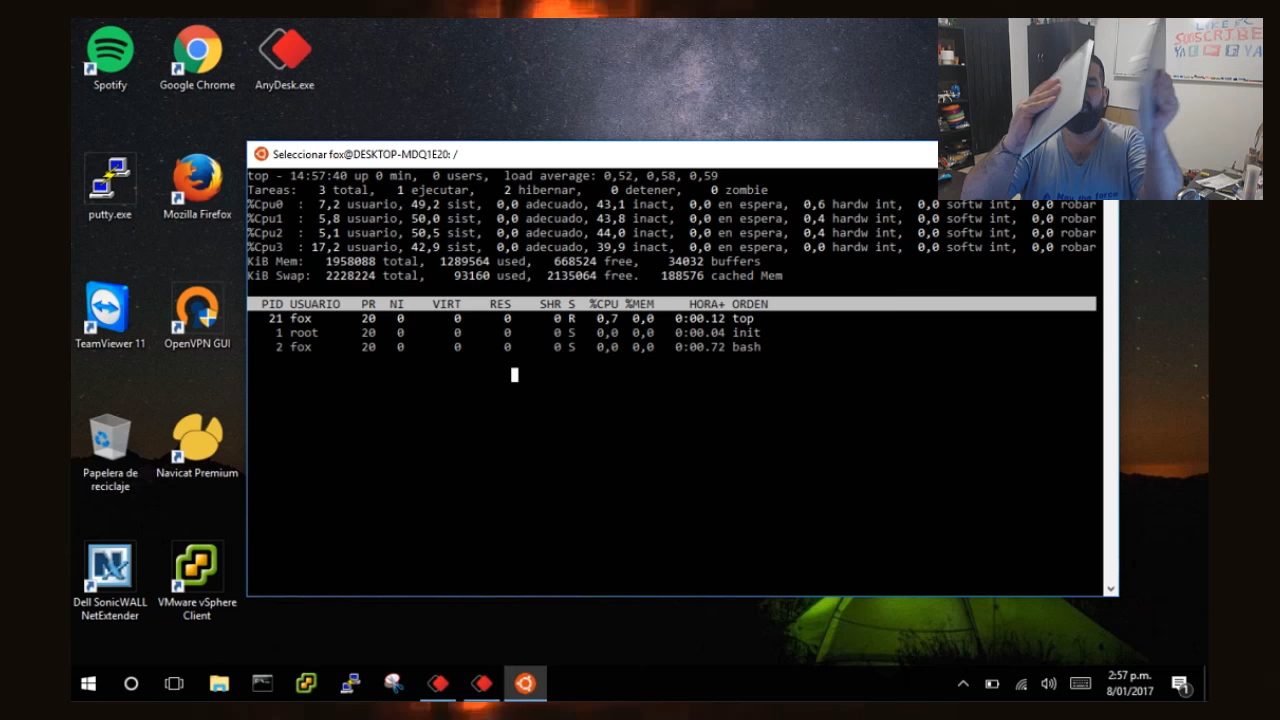 Spotify
Google Chrome
AnyDesk.exe
LIKE
SUBSCRIBE
putty.exe
Mozilla Firefox
TeamViewer 11
OpenVPN GUI
Papelera de
reciclaje
Navicat Premium
Dell SonicWALL
NetExtender
VMware vSphere
Client
Seleccionar fox@DESKTOP-MDQ1E20: /
top - 14:57:40 up 0 min, 0 users, load average: 0,52, 0,58, 0,59
Tareas: 3 total, 1 ejecutar, 2 hibernar, 0 detener, 0 zombie
%Cpu0 : 7,2 usuario, 49,2 sist, 0,0 adecuado, 43,1 inact, 0,0 en espera, 0,6 hardw int, 0,0 softw int, 0,0 robar
%Cpu1 : 5,8 usuario, 50,0 sist, 0,0 adecuado, 43,8 inact, 0,0 en espera, 0,4 hardw int, 0,0 softw int, 0,0 robar
%Cpu2 : 5,1 usuario, 50,5 sist, 0,0 adecuado, 44,0 inact, 0,0 en espera, 0,4 hardw int, 0,0 softw int, 0,0 robar
%Cpu3 : 17,2 usuario, 42,9 sist, 0,0 adecuado, 39,9 inact, 0,0 en espera, 0,0 hardw int, 0,0 softw int, 0,0 robar
KiB Mem: 1958088 total, 1289564 used, 668524 free, 34032 buffers
KiB Swap: 2228224 total, 93160 used, 2135064 free. 188576 cached Mem
PID USUARIO PR NI VIRT RES SHR S %CPU %MEM HORA+ ORDEN
21 fox 20 0 0 0 0 R 0,7 0,0 0:00.12 top
1 root 20 0 0 0 0 S 0,0 0,0 0:00.04 init
2 fox 20 0 0 0 0 S 0,0 0,0 0:00.72 bash
2:57 p.m.
8/01/2017
1